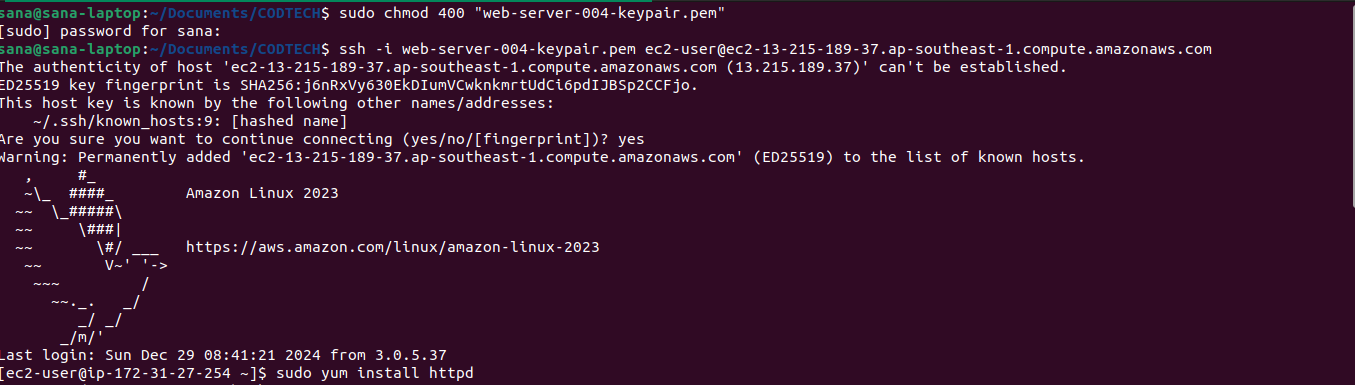 sana@sana-laptop:~/Documents/CODTECH$ sudo chmod 400 "web-server-004-keypair.pem"
[sudo] password for sana:
sana@sana-laptop:~/Documents/CODTECH$ ssh -i web-server-004-keypair.pem ec2-user@ec2-13-215-189-37.ap-southeast-1.compute.amazonaws.com
The authenticity of host 'ec2-13-215-189-37.ap-southeast-1.compute.amazonaws.com (13.215.189.37)' can't be established.
ED25519 key fingerprint is SHA256:j6nRxVy630EkDIumVCwknkmrtUdCi6pdIJBSp2CCFjo.
This host key is known by the following other names/addresses:
    ~/.ssh/known_hosts:9: [hashed name]
Are you sure you want to continue connecting (yes/no/[fingerprint])? yes
Warning: Permanently added 'ec2-13-215-189-37.ap-southeast-1.compute.amazonaws.com' (ED25519) to the list of known hosts.
   ,     #_
   ~\_  ####_        Amazon Linux 2023
  ~~  \_#####\
  ~~     \###|
  ~~       \#/ ___   https://aws.amazon.com/linux/amazon-linux-2023
   ~~       V~' '->
    ~~~         /
      ~~._.   _/
         _/ _/
       _/m/'
Last login: Sun Dec 29 08:41:21 2024 from 3.0.5.37
[ec2-user@ip-172-31-27-254 ~]$ sudo yum install httpd